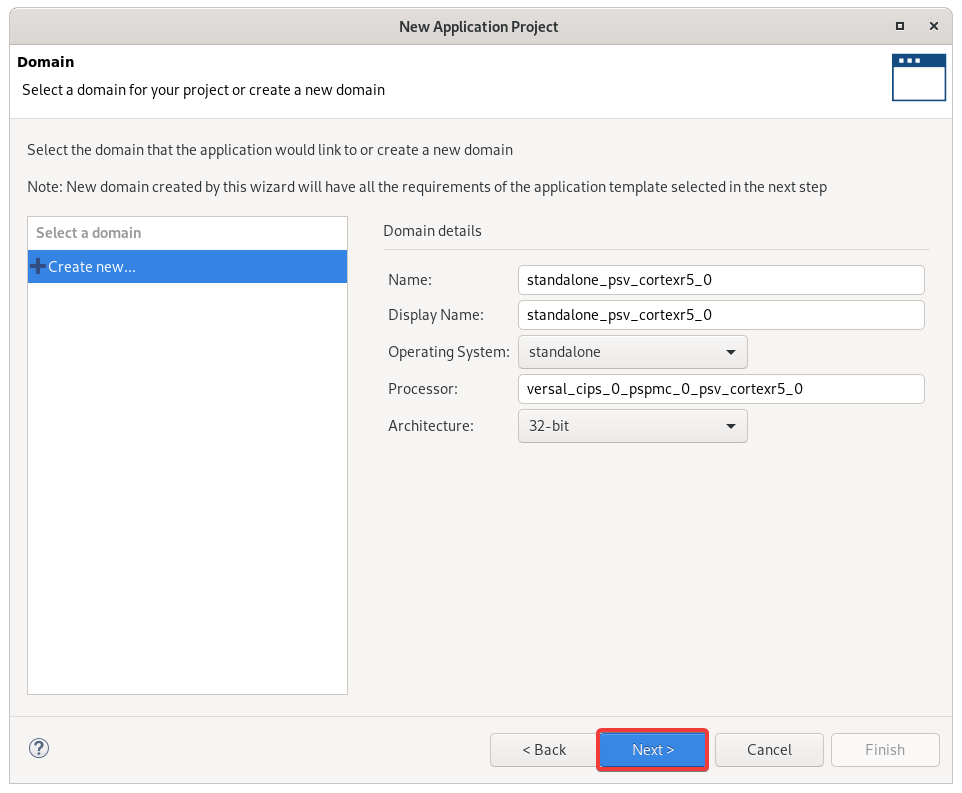 New Application Project
Domain
Select a domain for your project or create a new domain
Select the domain that the application would link to or create a new domain
Note: New domain created by this wizard will have all the requirements of the application template selected in the next step
Select a domain
Create new...
Domain details
Name: standalone_psv_cortexr5_0
Display Name: standalone_psv_cortexr5_0
Operating System: standalone
Processor: versal_cips_0_pspmc_0_psv_cortexr5_0
Architecture: 32-bit
? < Back Next > Cancel Finish